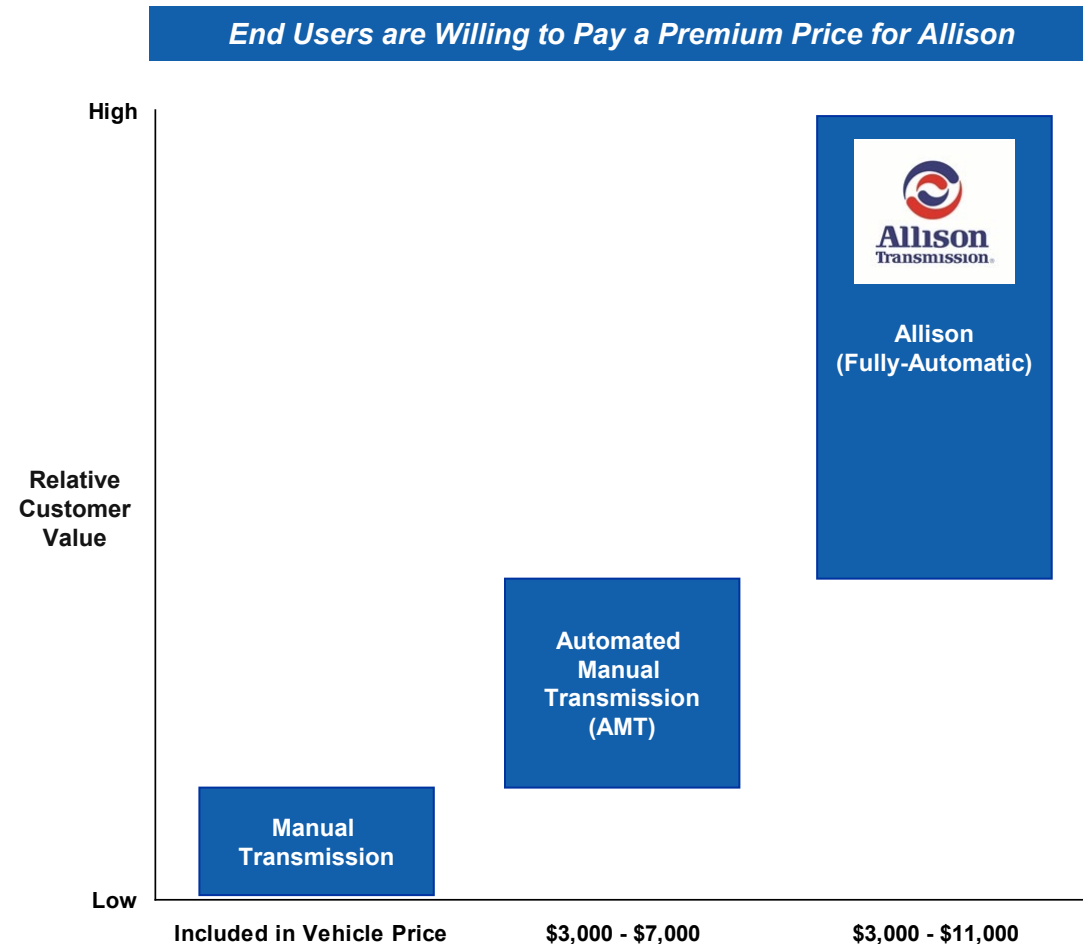 End Users are Willing to Pay a Premium Price for Allison
High
Allison
Transmission®
Allison
(Fully-Automatic)
Relative
Customer
Value
Automated
Manual
Transmission
(AMT)
Manual
Transmission
Low
Included in Vehicle Price
$3,000 - $7,000
$3,000 - $11,000